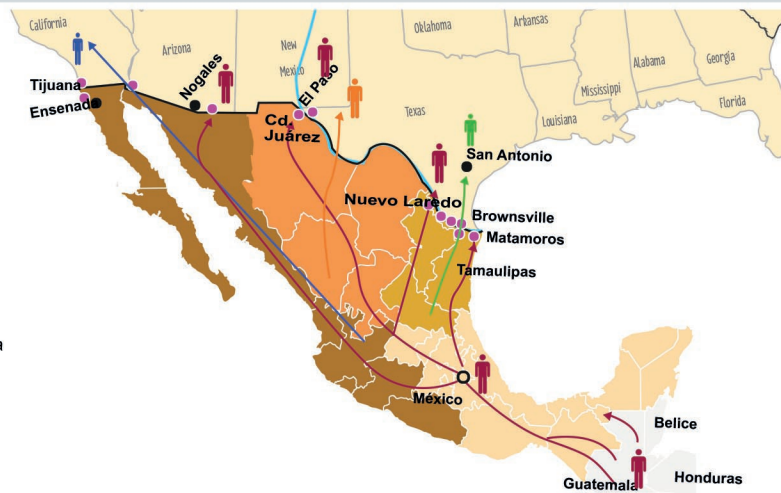 California
Arizona
New
Mexico
Oklahoma
Arkansas
Texas
Louisiana
Mississippi
Alabama
Georgia
Florida
Tijuana
Ensenad
Nogales
El Paso
Cd.
Juárez
San Antonio
Nuevo Laredo
Brownsville
Matamoros
Tamaulipas
a
México
Belice
Guatemala
Honduras